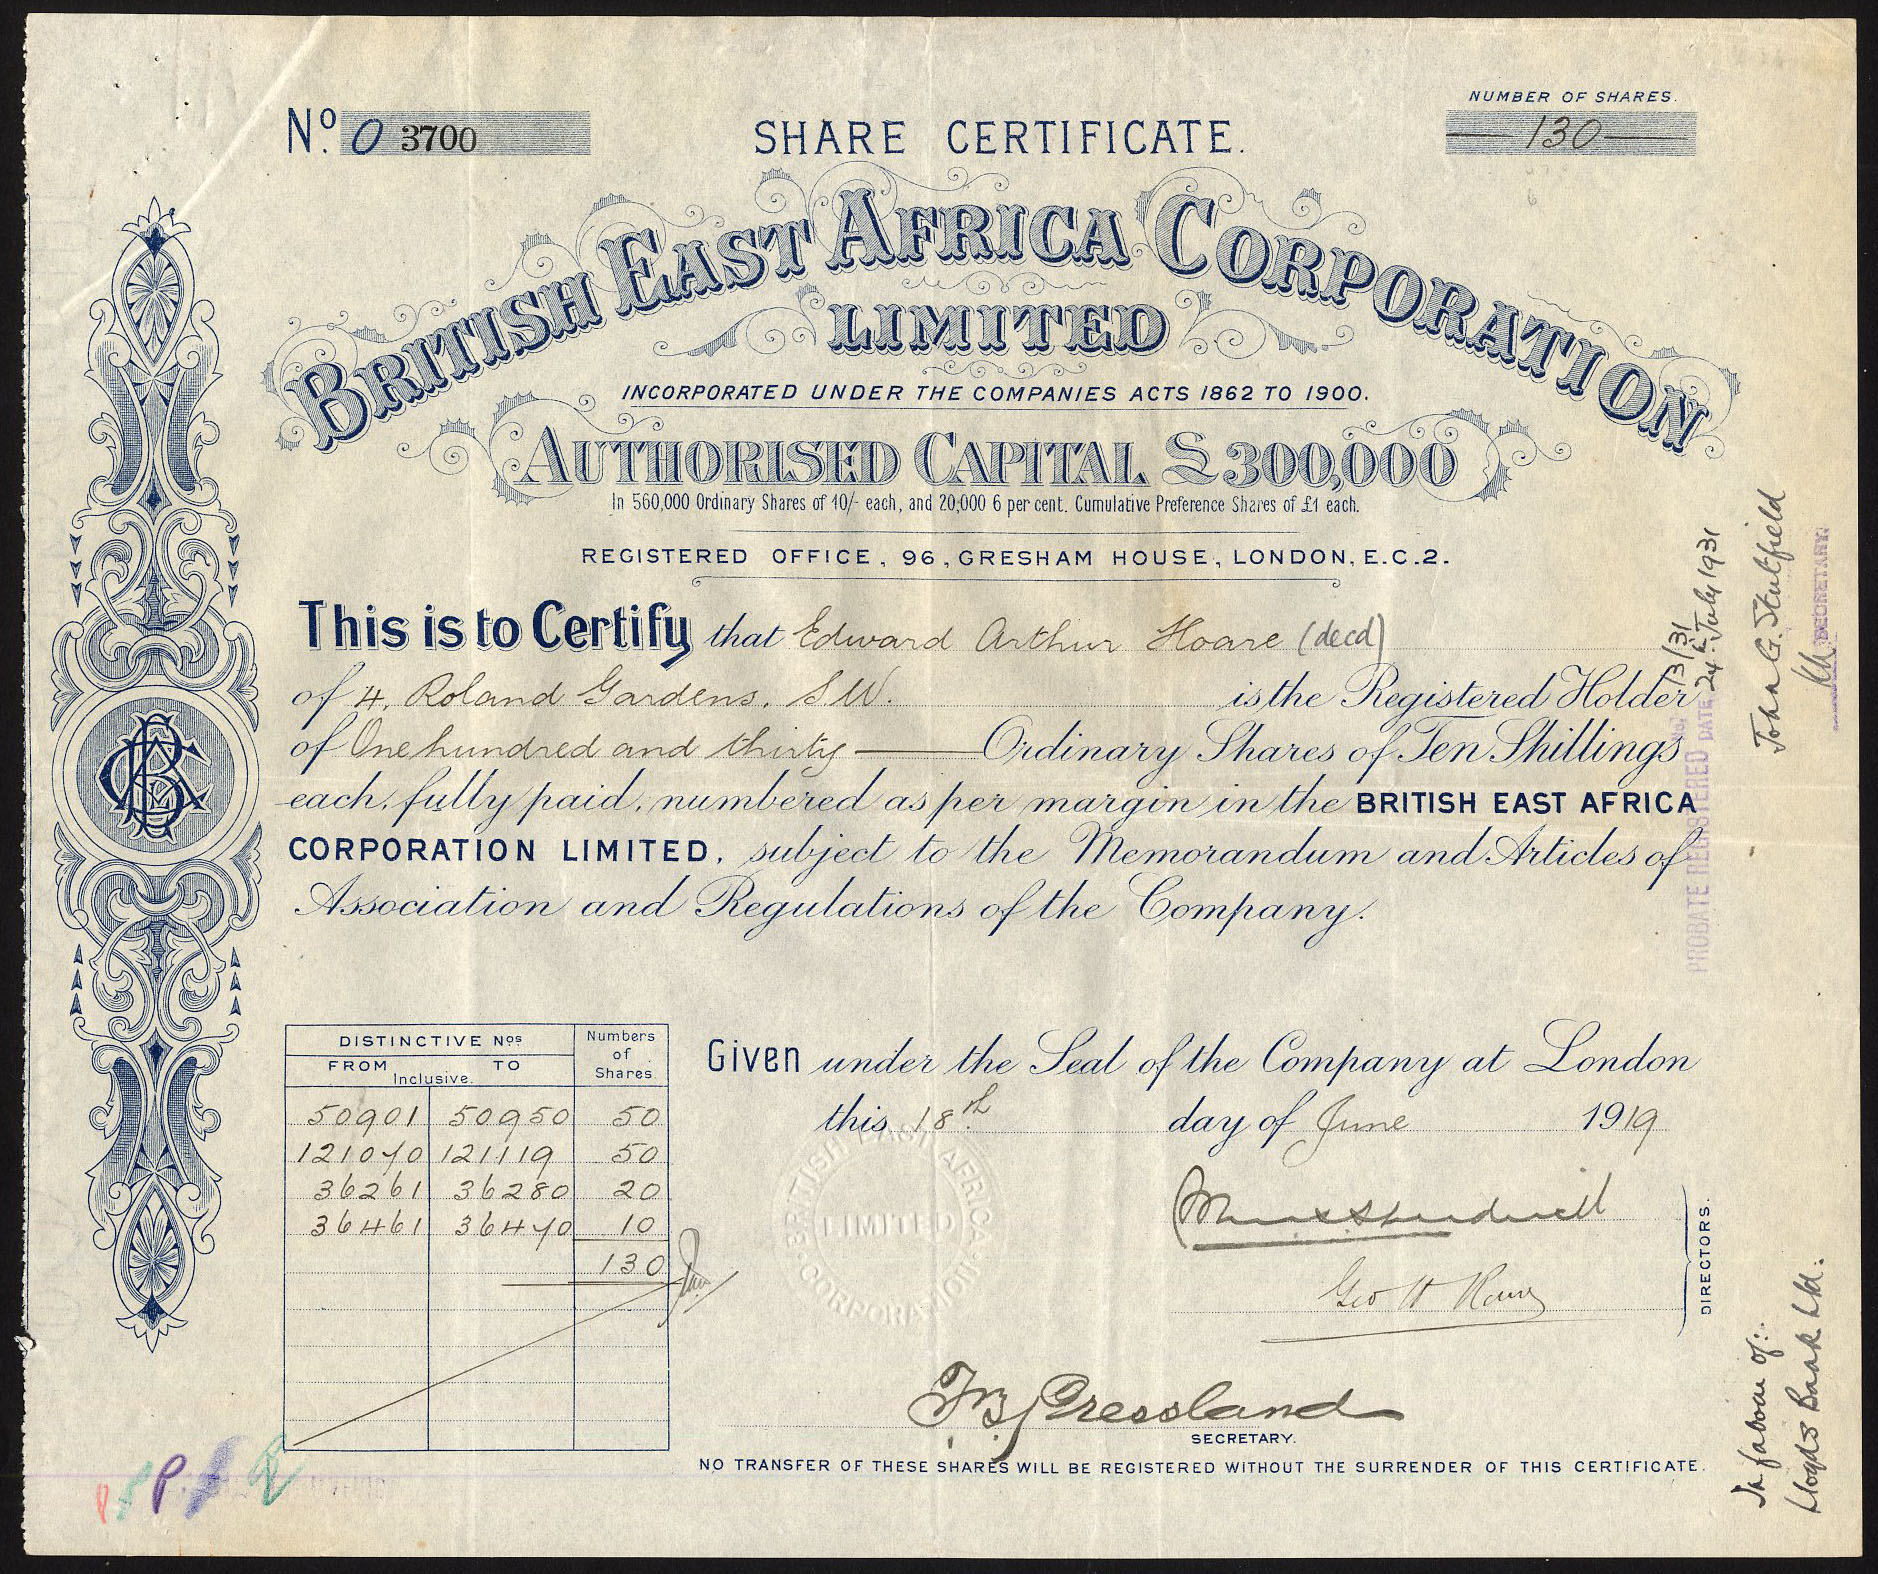 Nº. O 3700
SHARE CERTIFICATE.
NUMBER OF SHARES.
130
BRITISH EAST AFRICA CORPORATION
LIMITED
INCORPORATED UNDER THE COMPANIES ACTS 1862 TO 1900.
AUTHORISED CAPITAL £300,000
In 560,000 Ordinary Shares of 10/- each, and 20,000 6 per cent. Cumulative Preference Shares of £1 each.
REGISTERED OFFICE, 96, GRESHAM HOUSE, LONDON, E.C.2.
This is to Certify that Edward Arthur Hoare (decd)
of 4, Roland Gardens, S.W. is the Registered Holder
of One hundred and thirty Ordinary Shares of Ten Shillings
each, fully paid, numbered as per margin in the BRITISH EAST AFRICA
CORPORATION LIMITED, subject to the Memorandum and Articles of
Association and Regulations of the Company.
DISTINCTIVE Nos Numbers of Shares
FROM Inclusive. TO
50901 50950 50
121070 121119 50
36261 36280 20
36461 36470 10
130
Given under the Seal of the Company at London
this 18th day of June 1919
BRITISH EAST AFRICA CORPORATION
LIMITED
Geo H
DIRECTORS.
F.B. Gressland
SECRETARY.
NO TRANSFER OF THESE SHARES WILL BE REGISTERED WITHOUT THE SURRENDER OF THIS CERTIFICATE.
PROBATE REGISTERED No. 13/31
DATE 24th July 1931
John G. Stutfield
SECRETARY.
In favour of:-
Lloyds Bank Ltd.